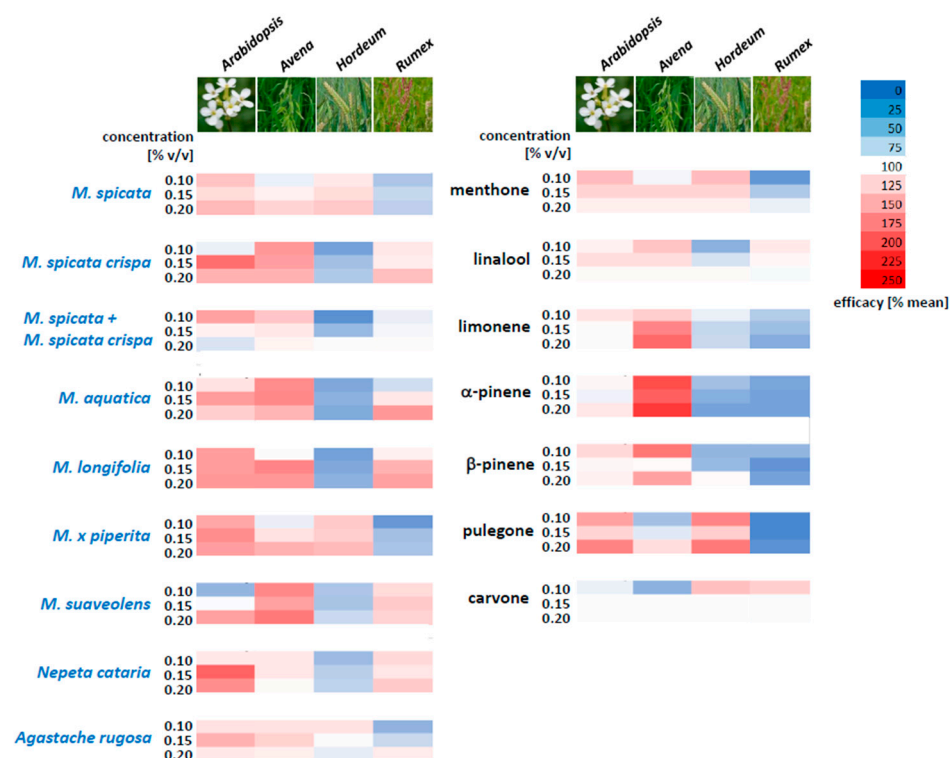 Arabidopsis Avena Hordeum Rumex
concentration
[% v/v]
M. spicata
0.10
0.15
0.20
M. spicata crispa
0.10
0.15
0.20
M. spicata +
M. spicata crispa
0.10
0.15
0.20
M. aquatica
0.10
0.15
0.20
M. longifolia
0.10
0.15
0.20
M. x piperita
0.10
0.15
0.20
M. suaveolens
0.10
0.15
0.20
Nepeta cataria
0.10
0.15
0.20
Agastache rugosa
0.10
0.15
0.20
Arabidopsis Avena Hordeum Rumex
concentration
[% v/v]
menthone
0.10
0.15
0.20
linalool
0.10
0.15
0.20
limonene
0.10
0.15
0.20
α-pinene
0.10
0.15
0.20
β-pinene
0.10
0.15
0.20
pulegone
0.10
0.15
0.20
carvone
0.10
0.15
0.20
0
25
50
75
100
125
150
175
200
225
250
efficacy [% mean]